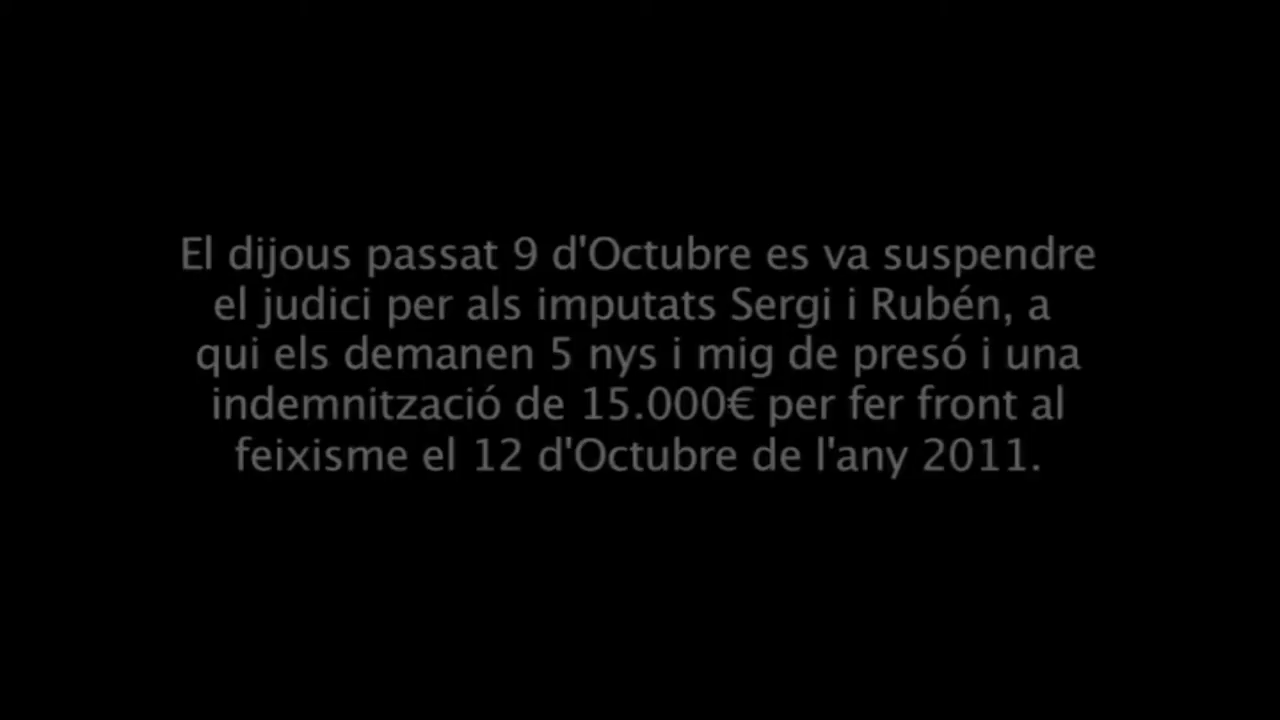 El dijous passat 9 d'Octubre es va suspendre
el judici per als imputats Sergi i Rubén, a
qui els demanen 5 nys i mig de presó i una
indemnització de 15.000€ per fer front al
feixisme el 12 d'Octubre de l'any 2011.